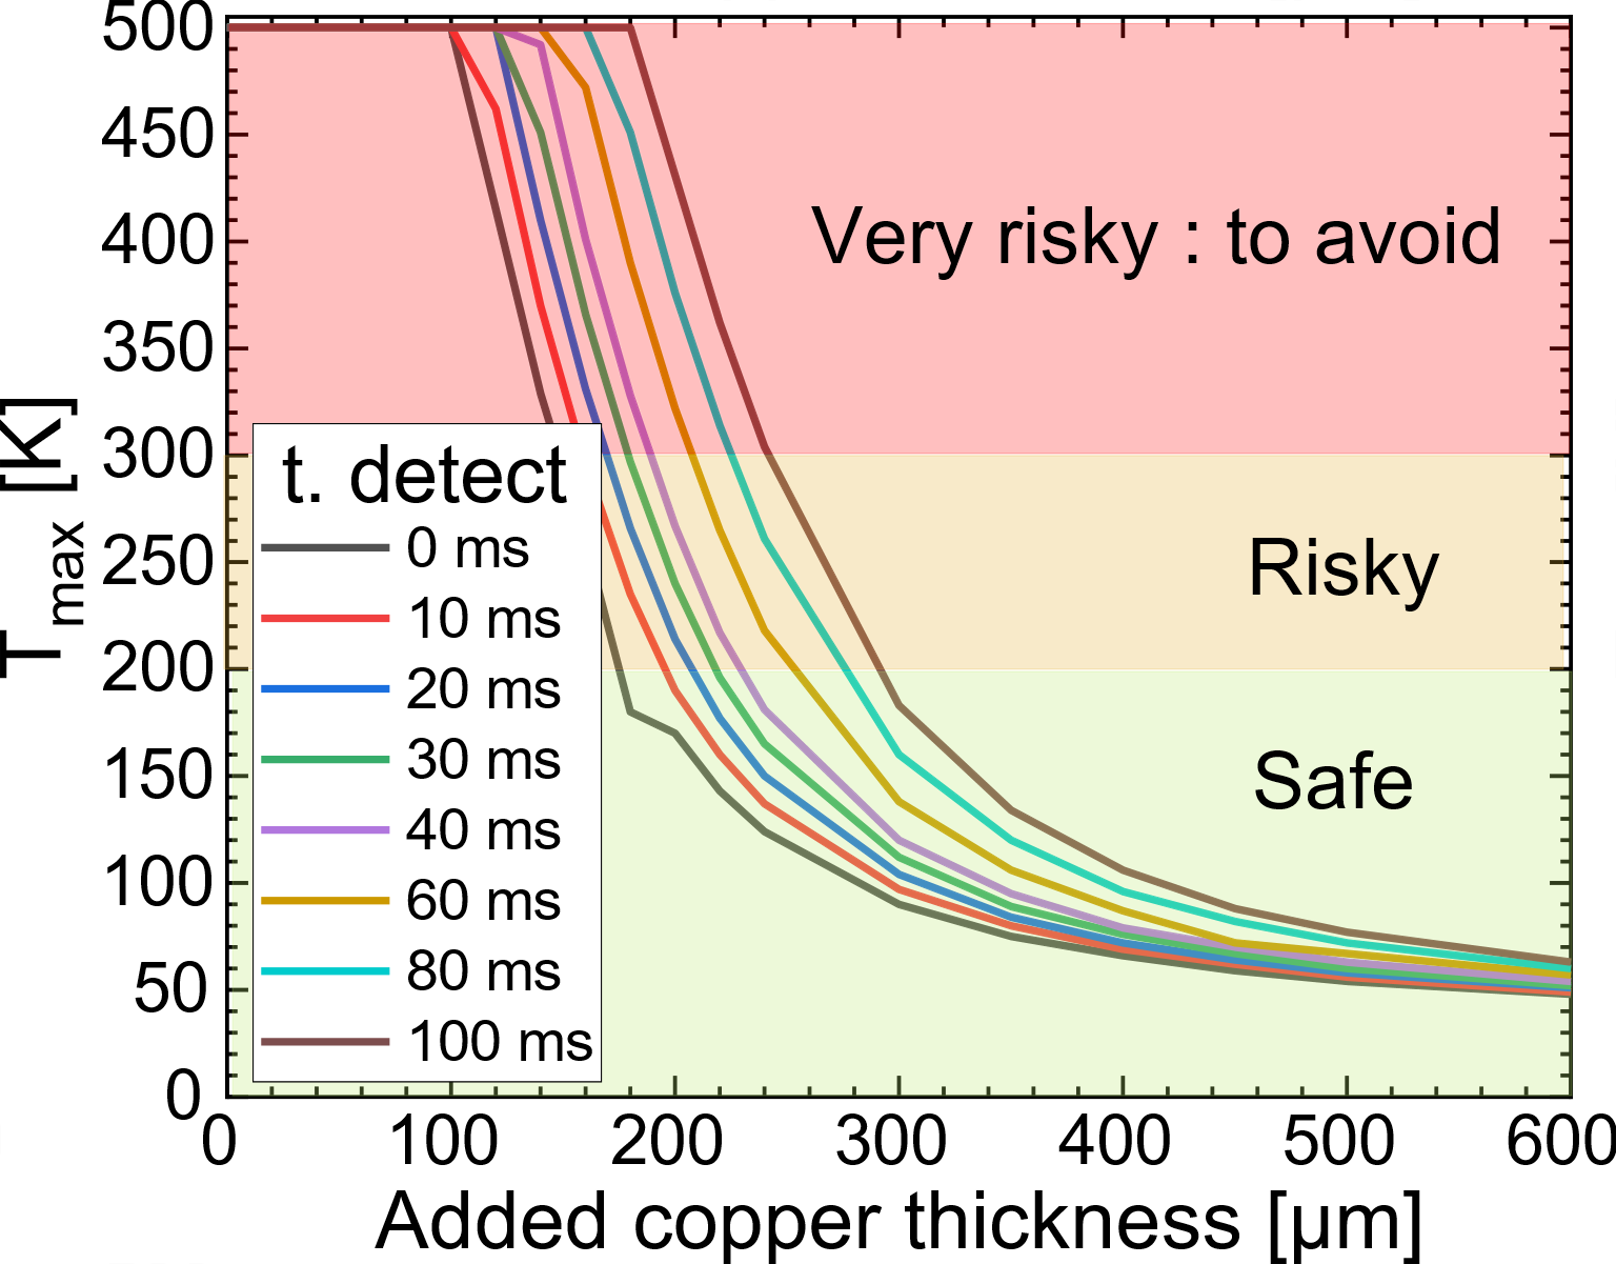 500
450
400
350
300
250
200
150
100
50
0
T_max [K]
Very risky : to avoid
Risky
Safe
t. detect
0 ms
10 ms
20 ms
30 ms
40 ms
60 ms
80 ms
100 ms
0 100 200 300 400 500 600
Added copper thickness [µm]